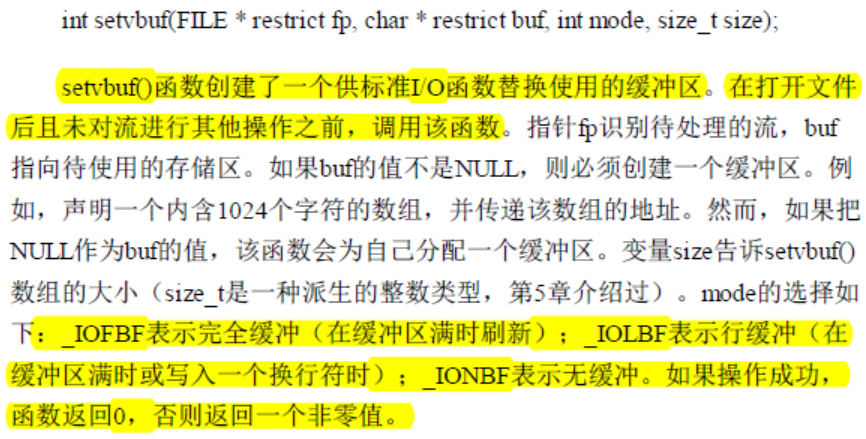 int setvbuf(FILE * restrict fp, char * restrict buf, int mode, size_t size);
setvbuf()函数创建了一个供标准I/O函数替换使用的缓冲区。在打开文件
后且未对流进行其他操作之前，调用该函数。指针fp识别待处理的流，buf
指向待使用的存储区。如果buf的值不是NULL，则必须创建一个缓冲区。例
如，声明一个内含1024个字符的数组，并传递该数组的地址。然而，如果把
NULL作为buf的值，该函数会为自己分配一个缓冲区。变量size告诉setvbuf()
数组的大小（size_t是一种派生的整数类型，第5章介绍过）。mode的选择如
下：_IOFBF表示完全缓冲（在缓冲区满时刷新）；_IOLBF表示行缓冲（在
缓冲区满时或写入一个换行符时）；_IONBF表示无缓冲。如果操作成功，
函数返回0，否则返回一个非零值。